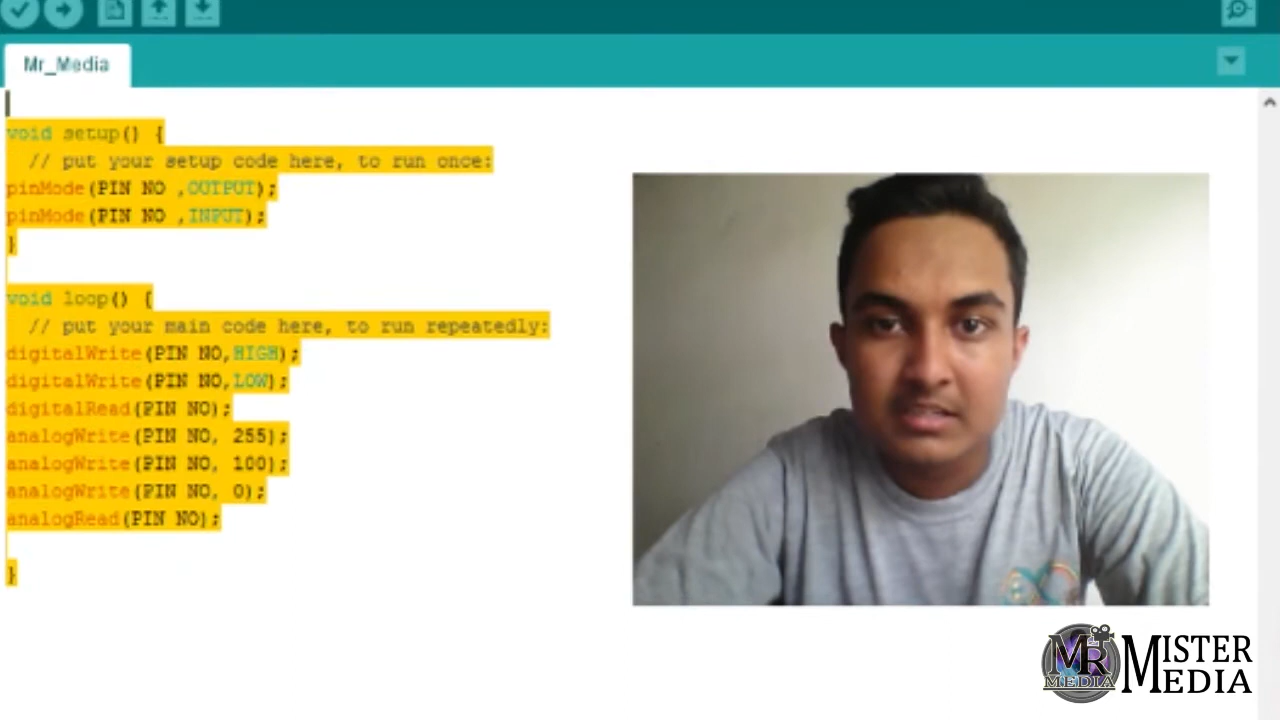 Mr_Media
void setup() {
// put your setup code here, to run once:
pinMode(PIN NO ,OUTPUT);
pinMode(PIN NO ,INPUT);
}
void loop() {
// put your main code here, to run repeatedly:
digitalWrite(PIN NO,HIGH);
digitalWrite(PIN NO,LOW);
digitalRead(PIN NO);
analogWrite(PIN NO, 255);
analogWrite(PIN NO, 100);
analogWrite(PIN NO, 0);
analogRead(PIN NO);
}
MR
MEDIA
MISTER
MEDIA